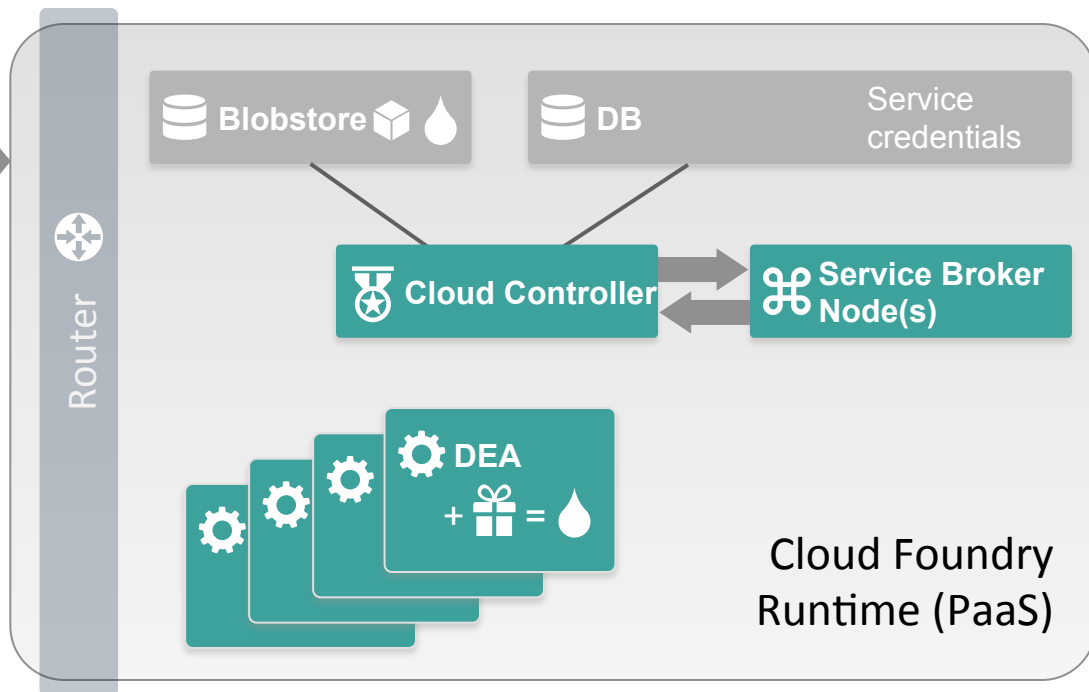 Blobstore
DB
Service
credentials
Router
Cloud Controller
Service Broker
Node(s)
DEA
+ =
Cloud Foundry
Runtime (PaaS)